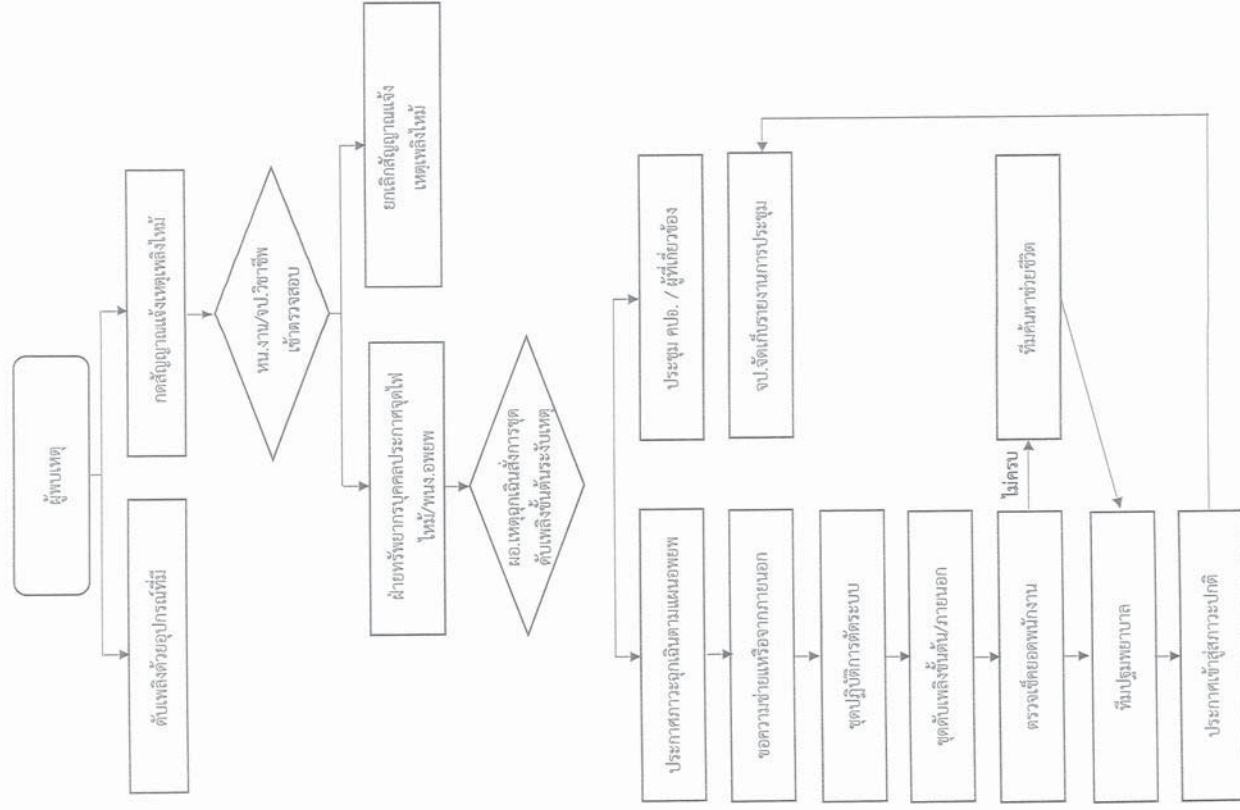 ผู้พบเหตุ
ดับเพลิงด้วยอุปกรณ์ที่มี
กดสัญญาณแจ้งเหตุเพลิงไหม้
หน.งาน/จป.วิชาชีพ
เข้าตรวจสอบ
ฝ่ายทรัพยากรบุคคลประกาศจุดไฟ
ไหม้/พนง.อพยพ
ยกเลิกสัญญาณแจ้ง
เหตุเพลิงไหม้
ผอ.เหตุฉุกเฉินสั่งการชุด
ดับเพลิงขั้นต้นระงับเหตุ
ประกาศภาวะฉุกเฉินตามแผนอพยพ
ประชุม คปอ. / ผู้ที่เกี่ยวข้อง
ขอความช่วยเหลือจากภายนอก
จป.จัดเก็บรายงานการประชุม
ชุดปฏิบัติการตัดระบบ
ชุดดับเพลิงขั้นต้น/ภายนอก
ตรวจเช็คยอดพนักงาน
ไม่ครบ
ทีมค้นหาช่วยชีวิต
ทีมปฐมพยาบาล
ประกาศเข้าสู่สภาวะปกติ